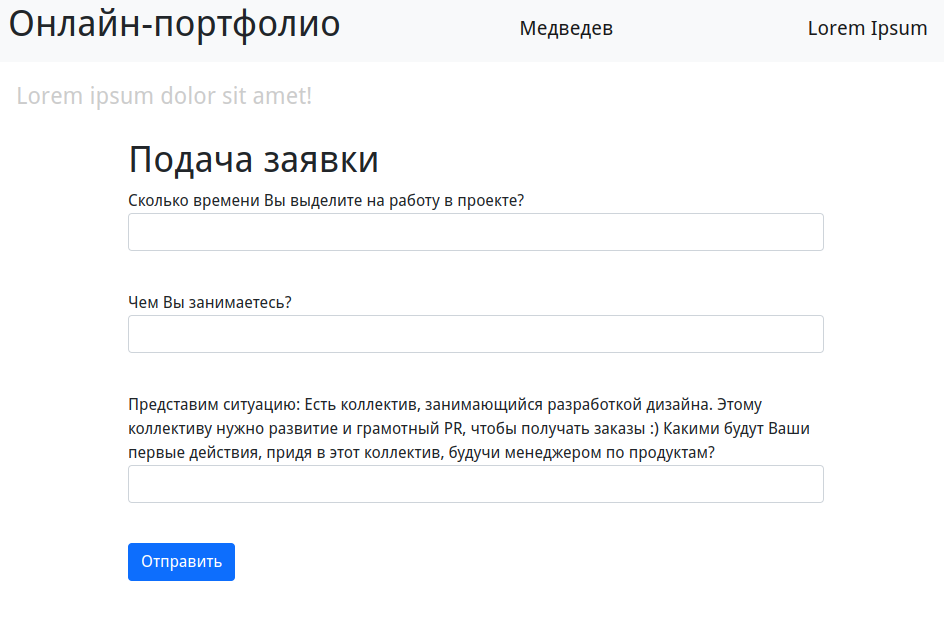 Онлайн-портфолио
Медведев
Lorem Ipsum
Lorem ipsum dolor sit amet!
Подача заявки
Сколько времени Вы выделите на работу в проекте?
Чем Вы занимаетесь?
Представим ситуацию: Есть коллектив, занимающийся разработкой дизайна. Этому
коллективу нужно развитие и грамотный PR, чтобы получать заказы :) Какими будут Ваши
первые действия, придя в этот коллектив, будучи менеджером по продуктам?
Отправить